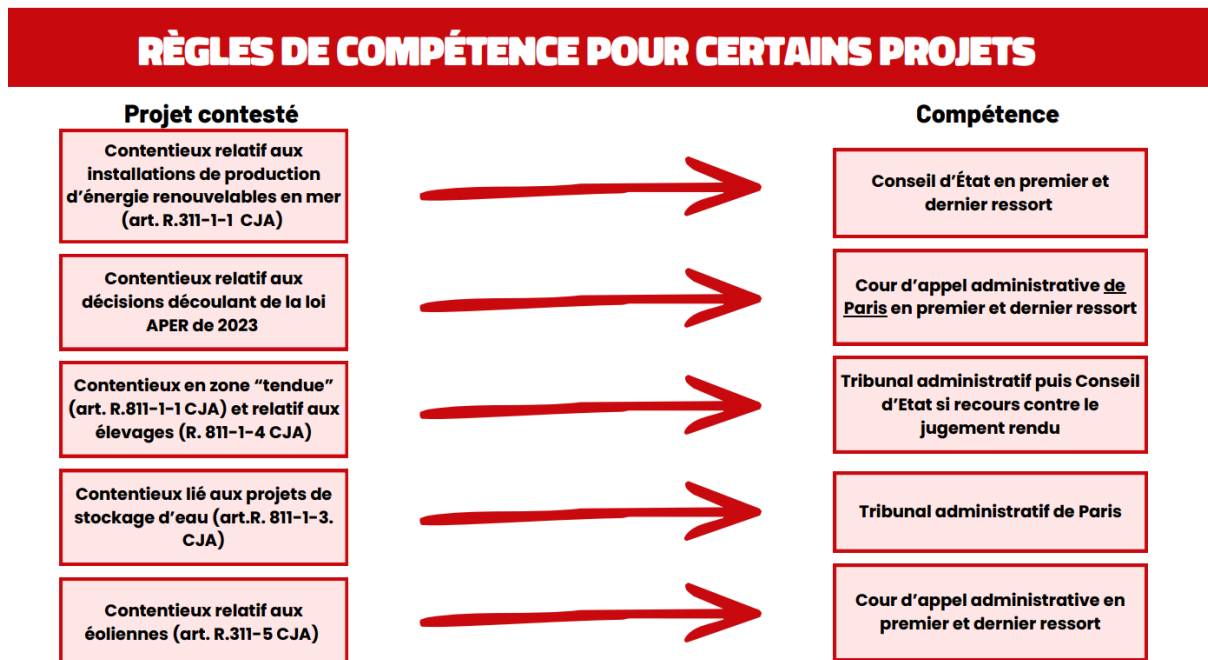 RÈGLES DE COMPÉTENCE POUR CERTAINS PROJETS
Projet contesté
Compétence
Contentieux relatif aux
installations de production
d'énergie renouvelables en mer
(art. R.311-1-1 CJA)
Conseil d'État en premier et
dernier ressort
Contentieux relatif aux
décisions découlant de la loi
APER de 2023
Cour d'appel administrative de
Paris en premier et dernier ressort
Contentieux en zone "tendue"
(art. R.811-1-1 CJA) et relatif aux
élevages (R. 811-1-4 CJA)
Tribunal administratif puis Conseil
d'Etat si recours contre le
jugement rendu
Contentieux lié aux projets de
stockage d'eau (art.R. 811-1-3.
CJA)
Tribunal administratif de Paris
Contentieux relatif aux
éoliennes (art. R.311-5 CJA)
Cour d'appel administrative en
premier et dernier ressort